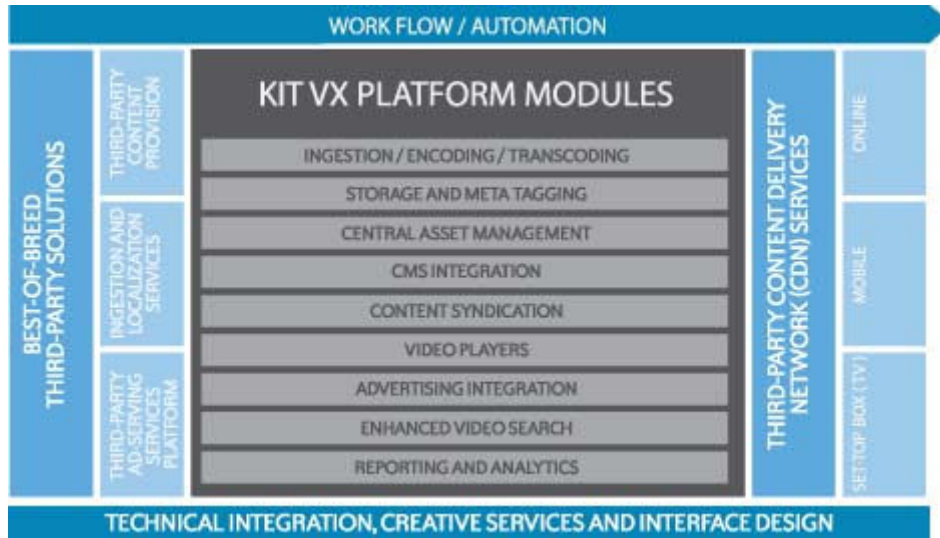 WORK FLOW / AUTOMATION
BEST-OF-BREED
THIRD-PARTY SOLUTIONS
THIRD-PARTY
CONTENT
PROVISION
INGESTION AND
LOCALIZATION
SERVICES
THIRD-PARTY
AD-SERVING
SERVICES
PLATFORM
KIT VX PLATFORM MODULES
INGESTION / ENCODING / TRANSCODING
STORAGE AND META TAGGING
CENTRAL ASSET MANAGEMENT
CMS INTEGRATION
CONTENT SYNDICATION
VIDEO PLAYERS
ADVERTISING INTEGRATION
ENHANCED VIDEO SEARCH
REPORTING AND ANALYTICS
THIRD-PARTY CONTENT DELIVERY
NETWORK (CDN) SERVICES
ONLINE
MOBILE
SET-TOP BOX (TV)
TECHNICAL INTEGRATION, CREATIVE SERVICES AND INTERFACE DESIGN